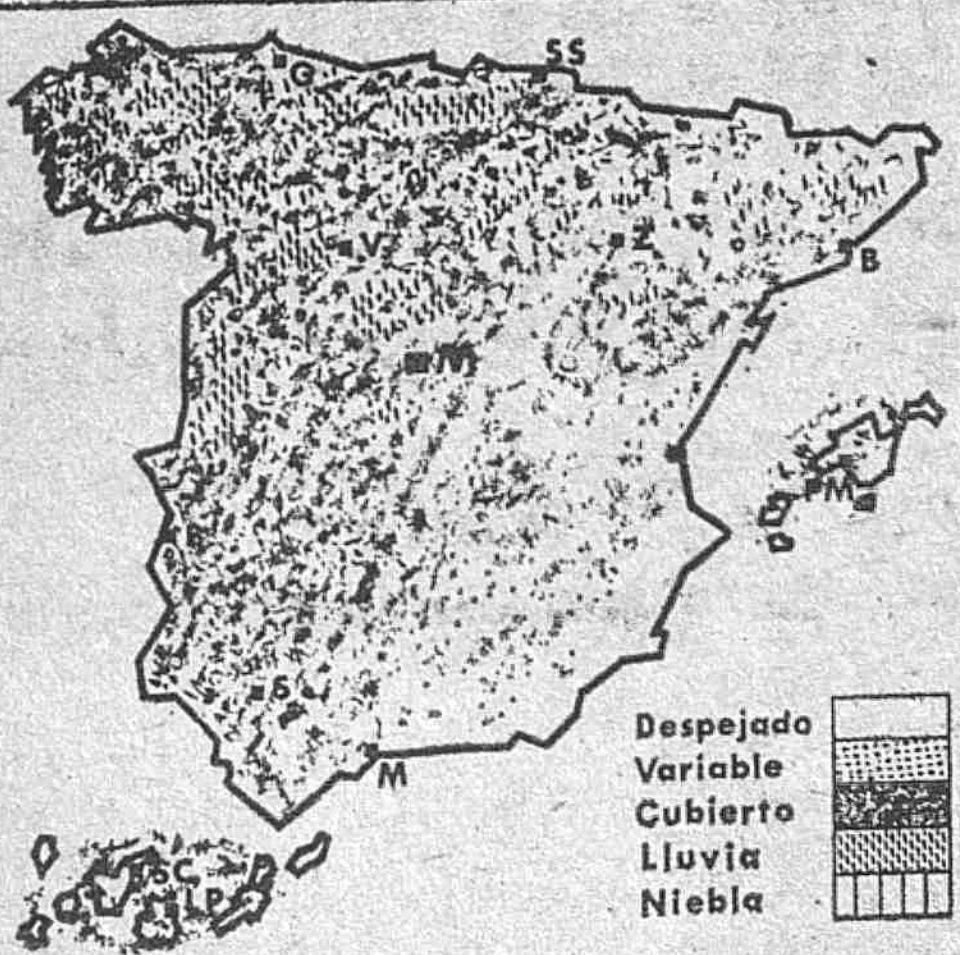 SS
G
V
Z
B
M
PM
S
M
SC
LP
Despejado
Variable
Cubierto
Lluvia
Niebla